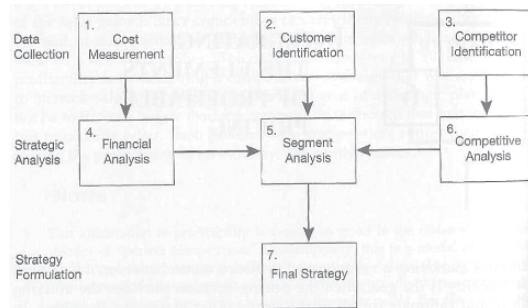 Data
Collection
1.
Cost
Measurement
2.
Customer
Identification
3.
Competitor
Identification
Strategic
Analysis
4.
Financial
Analysis
5.
Segment
Analysis
6.
Competitive
Analysis
Strategy
Formulation
7.
Final Strategy